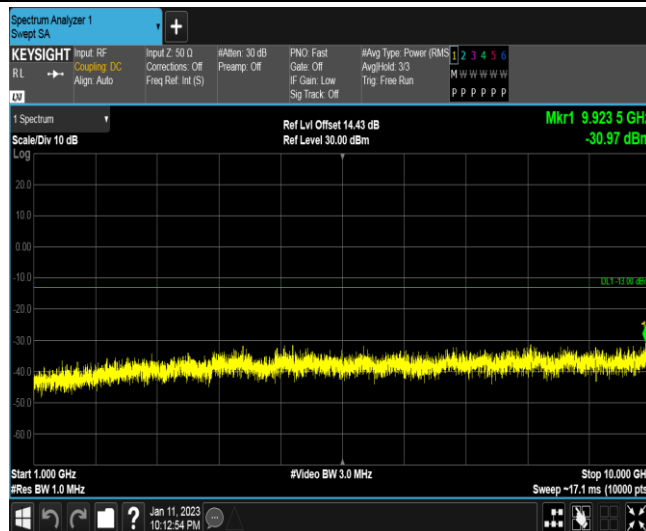 Spectrum Analyzer 1
Swept SA
+
KEYSIGHT
RL
LXI
Input: RF
Coupling: DC
Align: Auto
Input Z: 50 Ω
Corrections: Off
Freq Ref: Int (S)
#Atten: 30 dB
Preamp: Off
PNO: Fast
Gate: Off
IF Gain: Low
Sig Track: Off
#Avg Type: Power (RMS
Avg|Hold: 3/3
Trig: Free Run
1 2 3 4 5 6
M W W W W W
P P P P P P
1 Spectrum
Scale/Div 10 dB
Ref Lvl Offset 14.43 dB
Ref Level 30.00 dBm
Mkr1 9.923 5 GHz
-30.97 dBm
Log
20.0
10.0
0.00
-10.0
DL1 -13.00 dBm
-20.0
-30.0
-40.0
-50.0
-60.0
Start 1.000 GHz
#Res BW 1.0 MHz
#Video BW 3.0 MHz
Stop 10.000 GHz
Sweep ~17.1 ms (10000 pts
?
Jan 11, 2023
10:12:54 PM